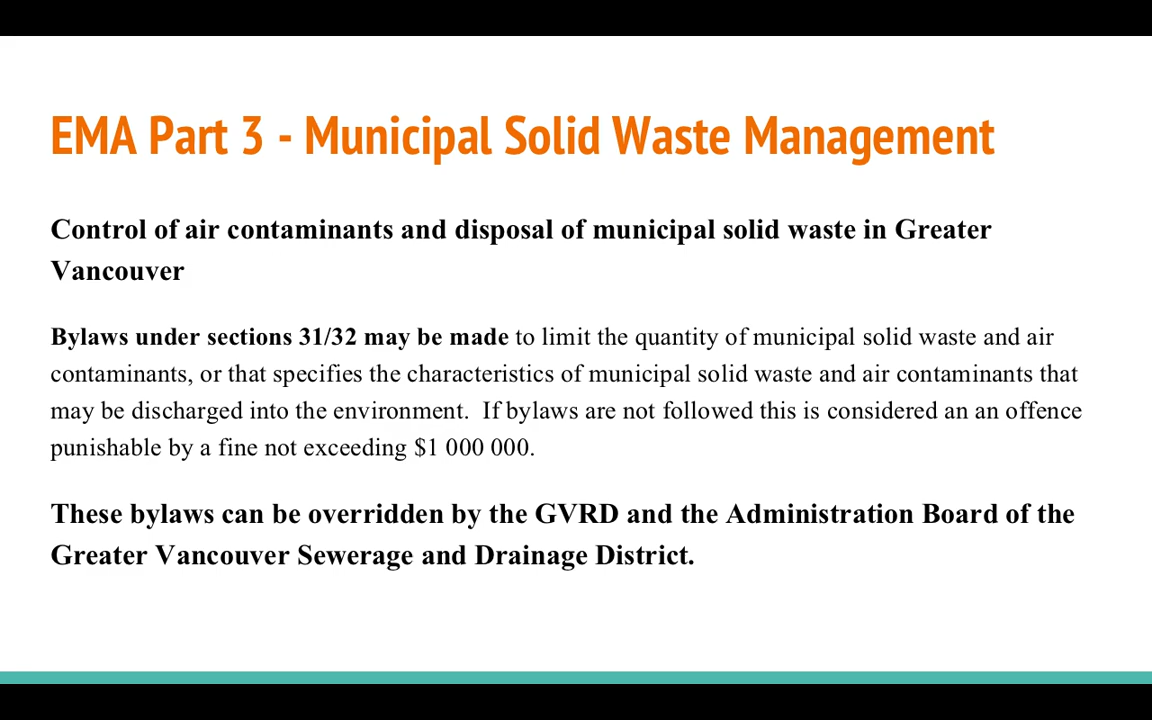 EMA Part 3 - Municipal Solid Waste Management
Control of air contaminants and disposal of municipal solid waste in Greater
Vancouver
Bylaws under sections 31/32 may be made to limit the quantity of municipal solid waste and air
contaminants, or that specifies the characteristics of municipal solid waste and air contaminants that
may be discharged into the environment.  If bylaws are not followed this is considered an an offence
punishable by a fine not exceeding $1 000 000.
These bylaws can be overridden by the GVRD and the Administration Board of the
Greater Vancouver Sewerage and Drainage District.